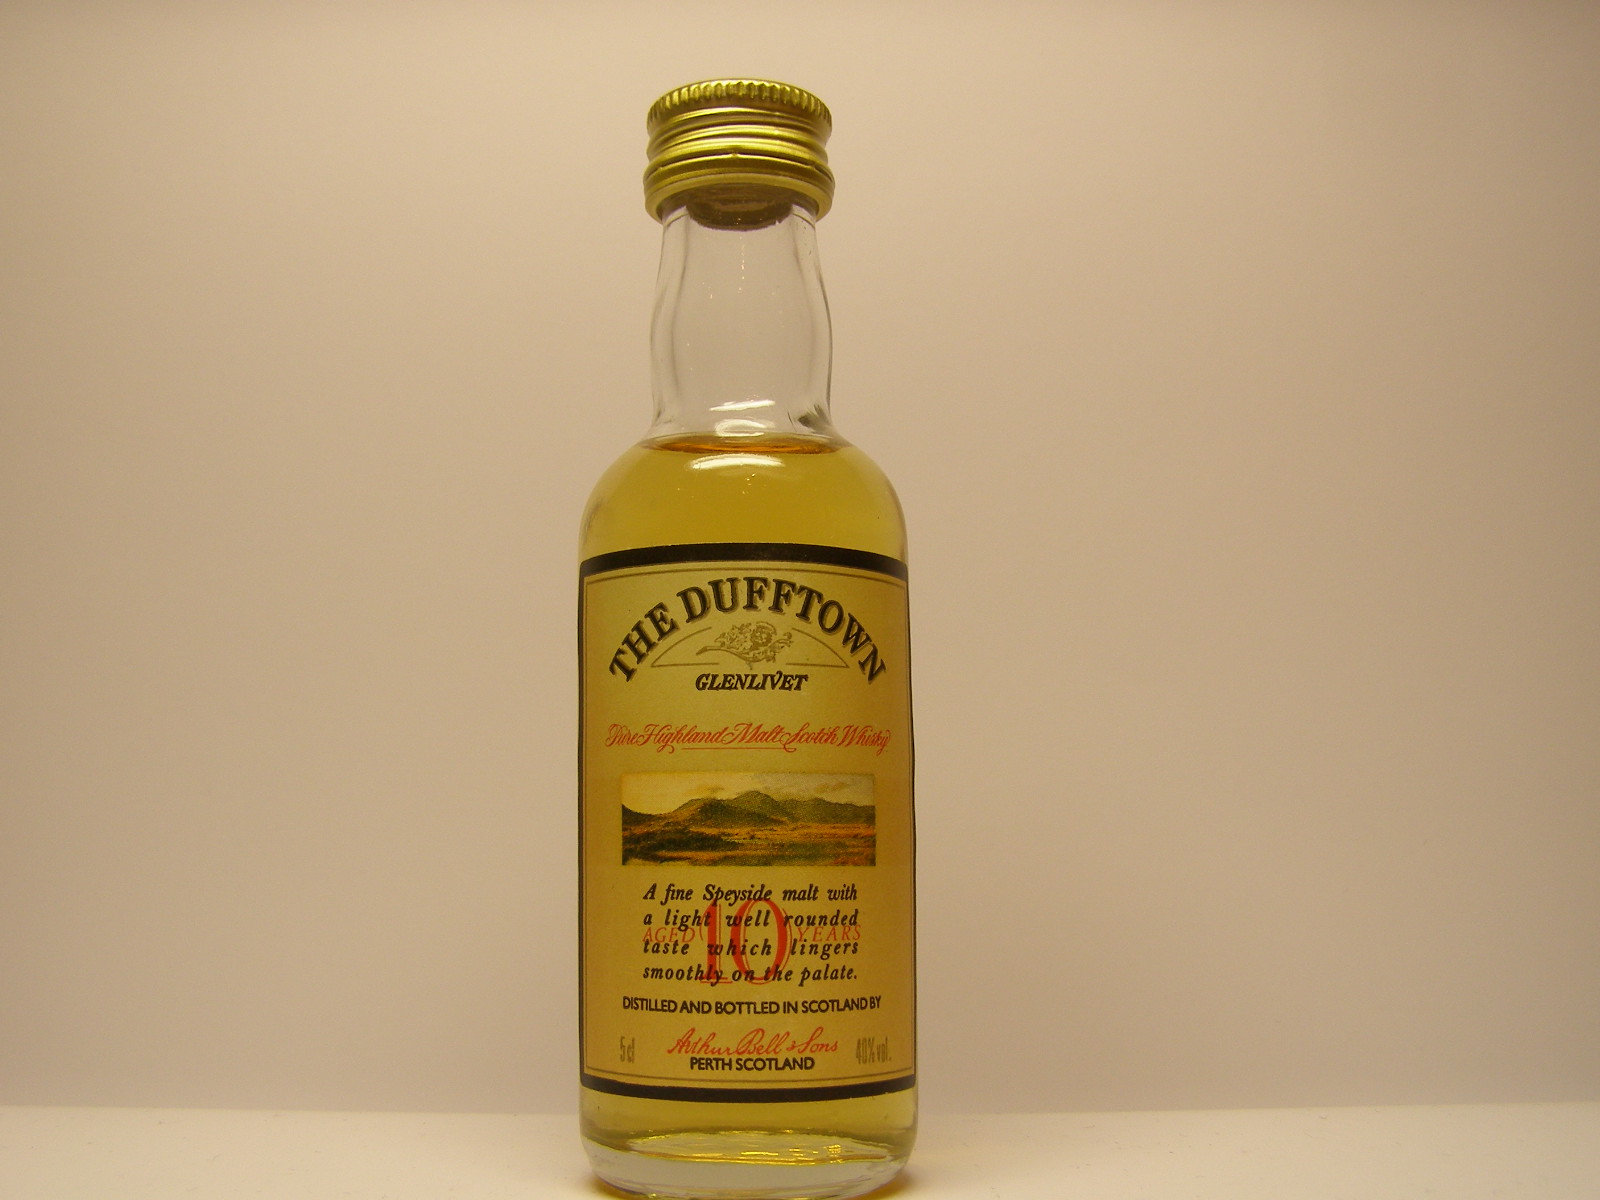 THE DUFFTOWN
GLENLIVET
Pure Highland Malt Scotch Whisky
A fine Speyside malt with
a light well rounded
AGED 10 YEARS
taste which lingers
smoothly on the palate.
DISTILLED AND BOTTLED IN SCOTLAND BY
5 cl Arthur Bell & Sons 40% vol.
PERTH SCOTLAND